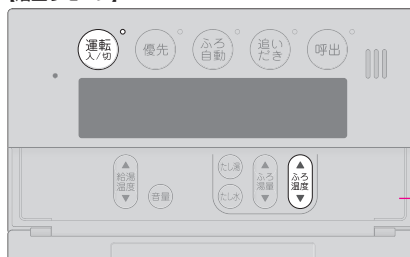 運転
入/切
優先
ふろ
自動
追い
だき
呼出
▲
給湯
温度
▼
音量
たし湯
たし水
▲
ふろ
湯量
▼
▲
ふろ
温度
▼